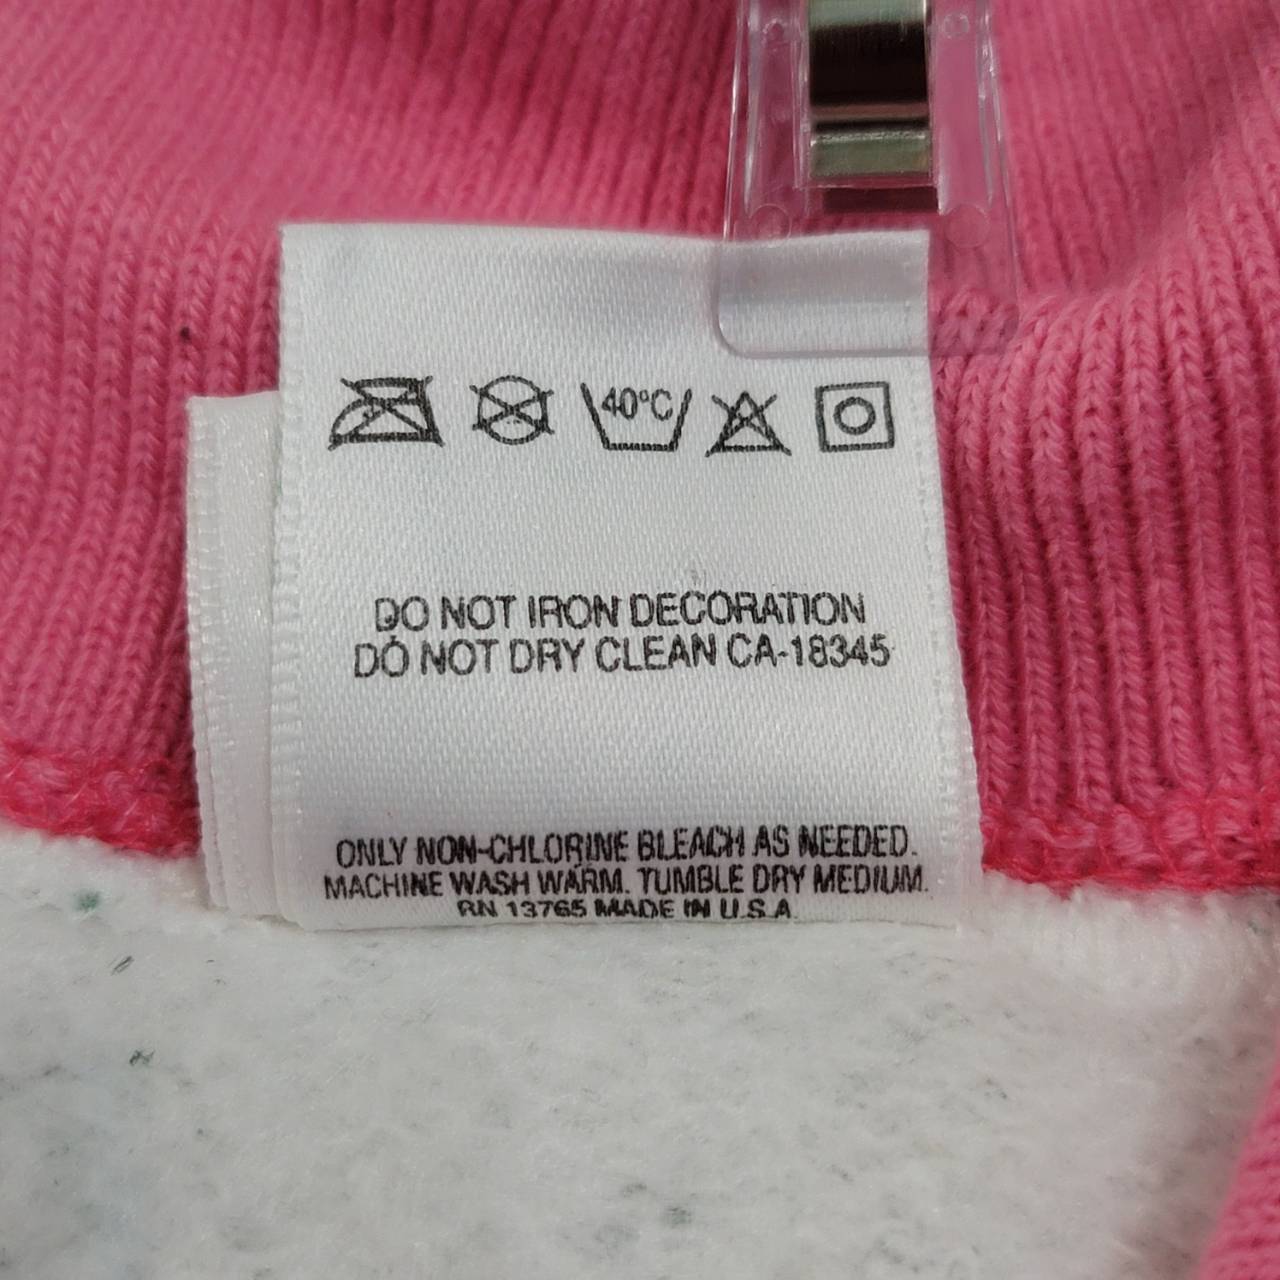 40°C
DO NOT IRON DECORATION
DO NOT DRY CLEAN CA-18345
ONLY NON-CHLORINE BLEACH AS NEEDED.
MACHINE WASH WARM. TUMBLE DRY MEDIUM.
RN 13765 MADE IN U.S.A.